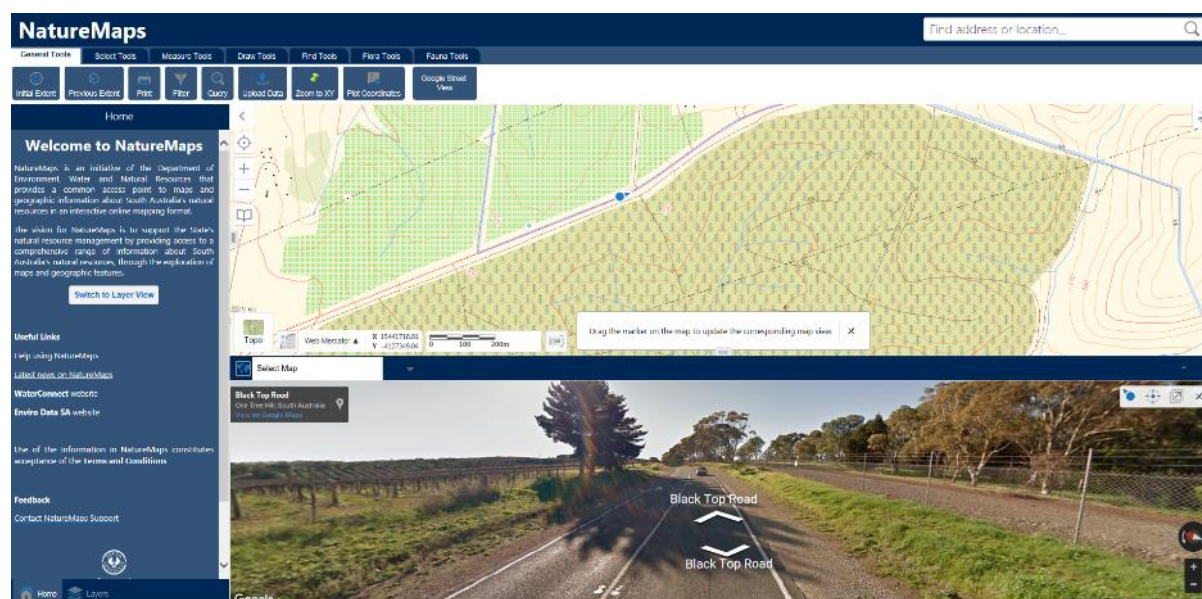 NatureMaps
Find address or location...
General Tools
Select Tools
Measure Tools
Draw Tools
Find Tools
Flora Tools
Fauna Tools
Initial Extent
Previous Extent
Print
Filter
Query
Upload Data
Zoom to XY
Plot Coordinates
Google Street
View
Home
Welcome to NatureMaps
NatureMaps is an initiative of the Department of
Environment, Water and Natural Resources that
provides a common access point to maps and
geographic information about South Australia's natural
resources in an interactive online mapping format.
The vision for NatureMaps is to support the State's
natural resource management by providing access to a
comprehensive range of information about South
Australia's natural resources, through the exploration of
maps and geographic features.
Switch to Layer View
Useful Links
Help using NatureMaps
Latest news on NatureMaps
WaterConnect website
Enviro Data SA website
Use of the information in NatureMaps constitutes
acceptance of the Terms and Conditions
Feedback
Contact NatureMaps Support
Home
Layers
Topo
Web Mercator
X 15441718.01
Y -4127349.04
0 100 200m
Drag the marker on the map to update the corresponding map view.
Select Map
Black Top Road
One Tree Hill, South Australia
View on Google Maps
Black Top Road
Black Top Road
Google